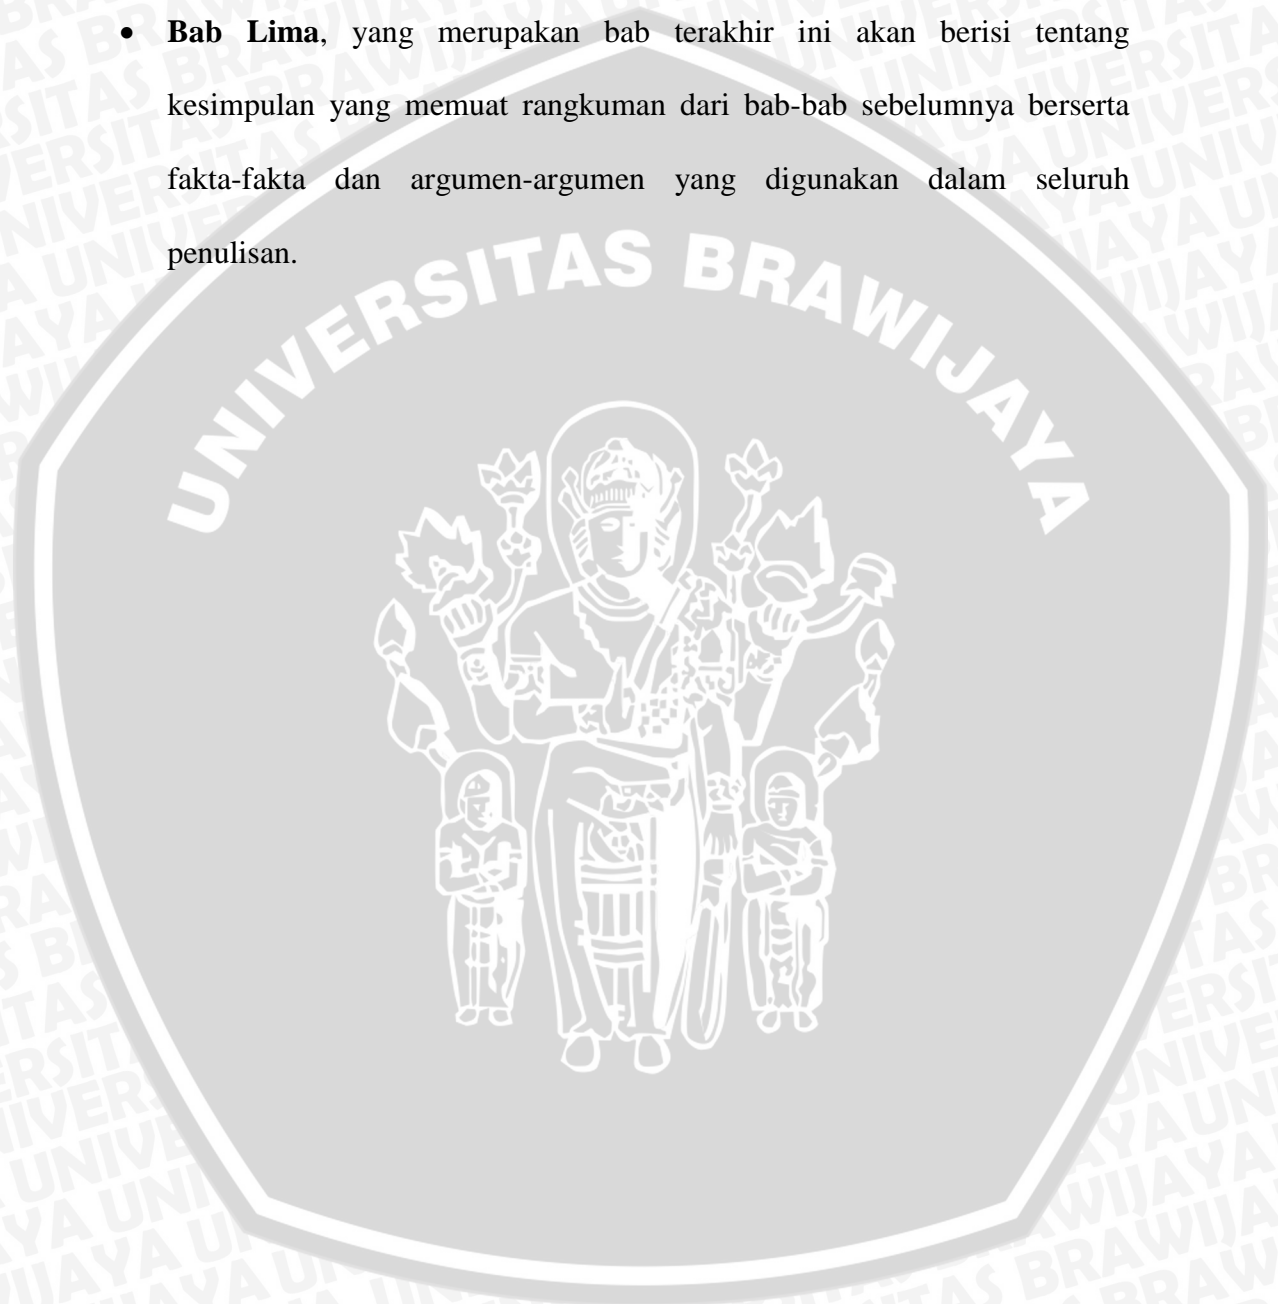 • Bab Lima, yang merupakan bab terakhir ini akan berisi tentang
kesimpulan yang memuat rangkuman dari bab-bab sebelumnya berserta
fakta-fakta dan argumen-argumen yang digunakan dalam seluruh
penulisan.
UNIVERSITAS BRAWIJAYA